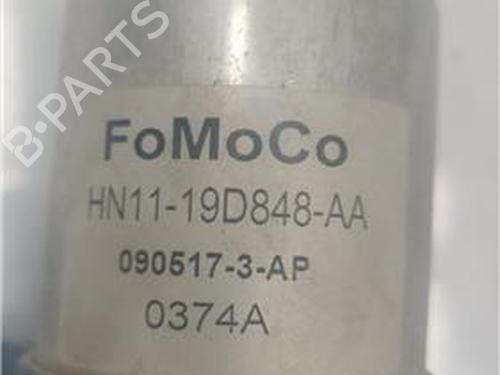 B-PARTS
FoMoCo
HN11-19D848-AA
090517-3-AP
0374A